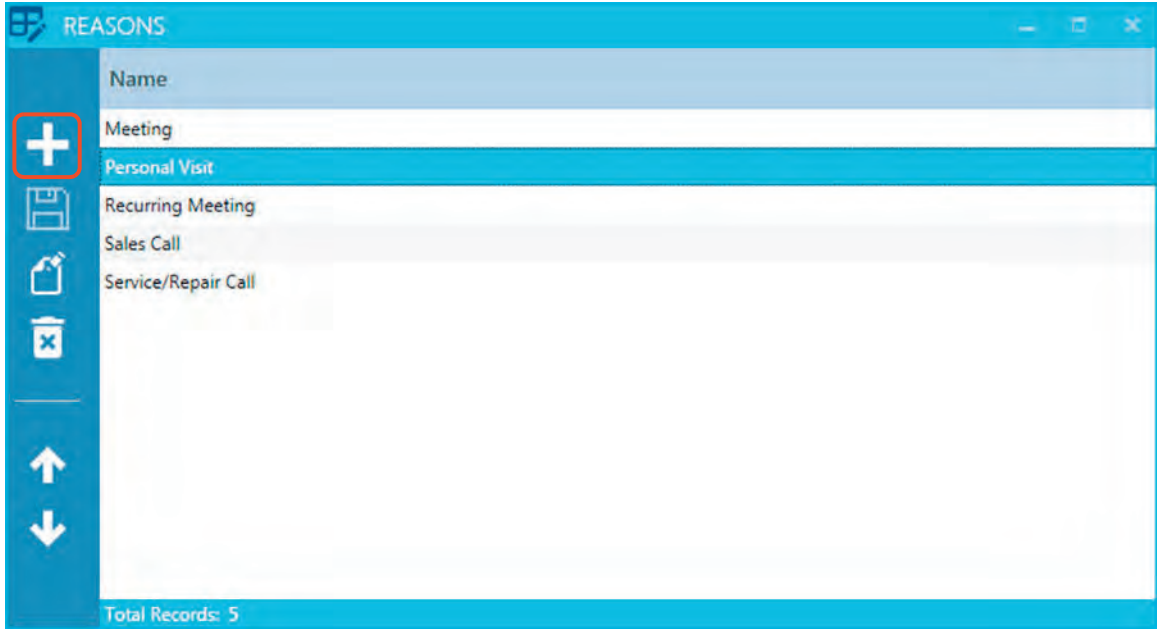 REASONS
Name
Meeting
Personal Visit
Recurring Meeting
Sales Call
Service/Repair Call
Total Records: 5